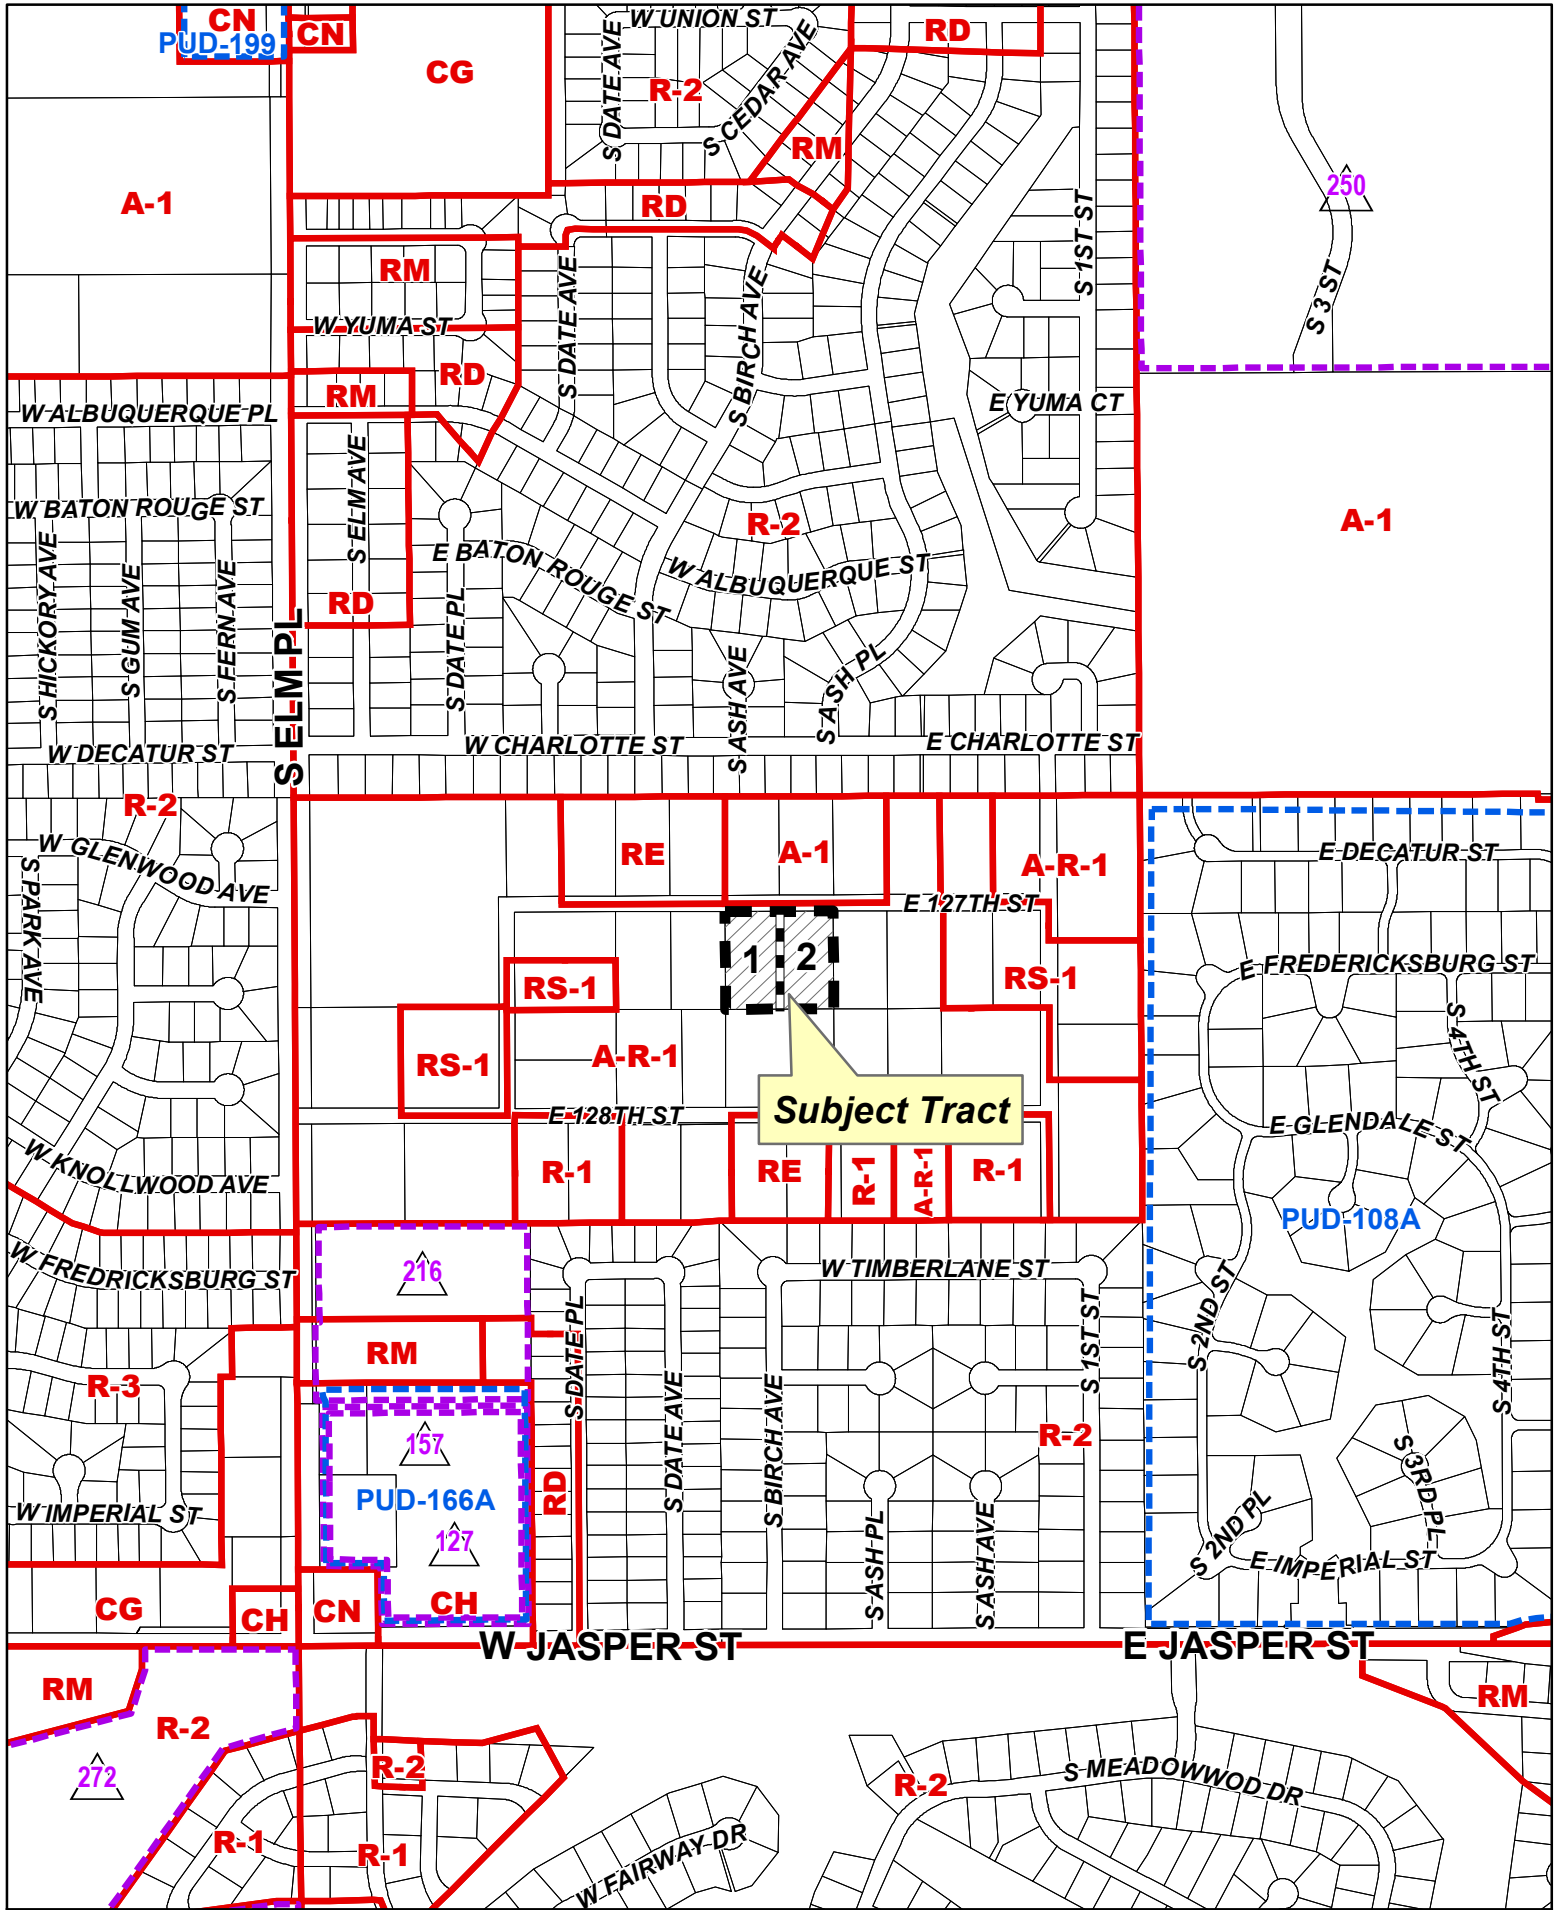 CN
PUD-199
CN
CG
W UNION ST
S DATE AVE
R-2
S CEDAR AVE
RD
RM
A-1
RD
S 1ST ST
250
S 3 ST
RM
W YUMA ST
S DATE AVE
S BIRCH AVE
RD
RM
E YUMA CT
W ALBUQUERQUE PL
S ELM AVE
W BATON ROUGE ST
R-2
A-1
E BATON ROUGE ST
W ALBUQUERQUE ST
S HICKORY AVE
S GUM AVE
S FERN AVE
RD
S DATE PL
S ELM PL
S ASH AVE
S ASH PL
W DECATUR ST
W CHARLOTTE ST
E CHARLOTTE ST
R-2
W GLENWOOD AVE
RE
A-1
A-R-1
E DECATUR ST
S PARK AVE
E 127TH ST
1
2
RS-1
RS-1
E FREDERICKSBURG ST
RS-1
A-R-1
S 4TH ST
Subject Tract
E 128TH ST
E GLENDALE ST
W KNOLLWOOD AVE
R-1
RE
R-1
A-R-1
R-1
PUD-108A
W FREDRICKSBURG ST
216
W TIMBERLANE ST
S 2ND ST
RM
S DATE PL
S 1ST ST
S 4TH ST
R-3
S DATE AVE
S BIRCH AVE
157
R-2
S 3RD PL
W IMPERIAL ST
PUD-166A
RD
127
S ASH PL
S ASH AVE
S 2ND PL
E IMPERIAL ST
CG
CH
CN
CH
W JASPER ST
E JASPER ST
RM
R-2
RM
272
R-2
R-2
S MEADOWWOD DR
R-1
R-1
W FAIRWAY DR